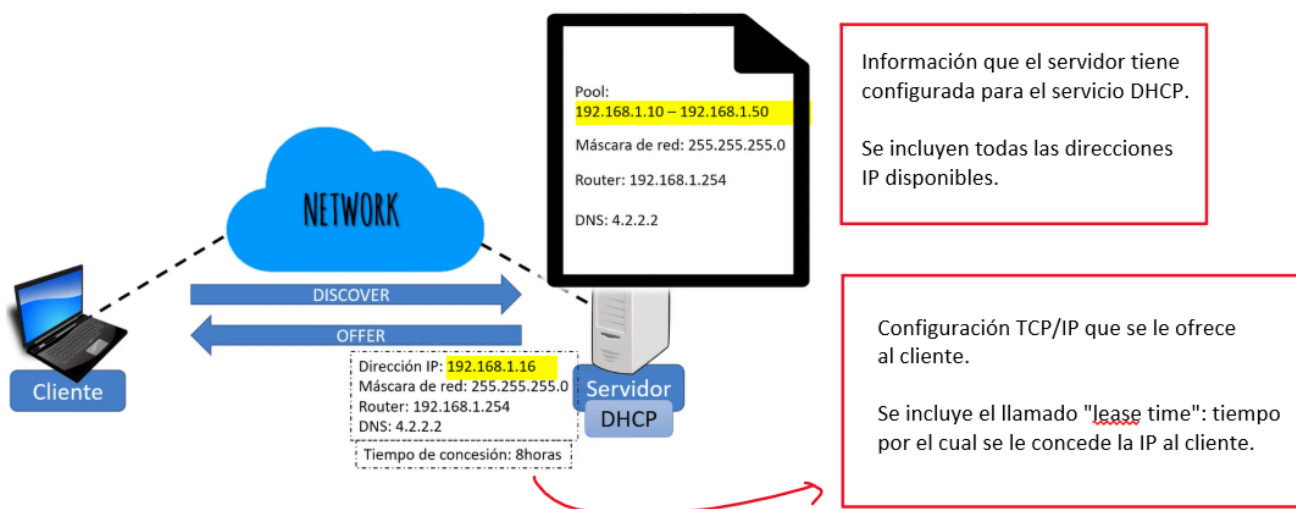 Pool:
192.168.1.10 – 192.168.1.50
Máscara de red: 255.255.255.0
Router: 192.168.1.254
DNS: 4.2.2.2
Información que el servidor tiene
configurada para el servicio DHCP.
Se incluyen todas las direcciones
IP disponibles.
NETWORK
DISCOVER
OFFER
Cliente
Dirección IP: 192.168.1.16
Máscara de red: 255.255.255.0
Router: 192.168.1.254
DNS: 4.2.2.2
Tiempo de concesión: 8horas
Servidor
DHCP
Configuración TCP/IP que se le ofrece
al cliente.
Se incluye el llamado "lease time": tiempo
por el cual se le concede la IP al cliente.